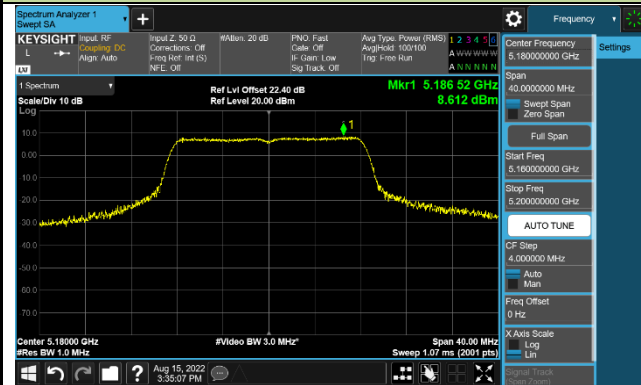 Spectrum Analyzer 1
Swept SA
Frequency
KEYSIGHT
Input: RF
Coupling: DC
Align: Auto
Input Z: 50 Ω
Corrections: Off
Freq Ref: Int (S)
NFE: Off
#Atten: 20 dB
PNO: Fast
Gate: Off
IF Gain: Low
Sig Track: Off
Avg Type: Power (RMS)
Avg|Hold: 100/100
Trig: Free Run
1 2 3 4 5 6
A W W W W W
A N N N N N
L
LXI
1 Spectrum
Scale/Div 10 dB
Log
Ref Lvl Offset 22.40 dB
Ref Level 20.00 dBm
Mkr1 5.186 52 GHz
8.612 dBm
1
10.0
0.00
10.0
20.0
30.0
40.0
-50.0
60.0
70.0
Center 5.18000 GHz
#Res BW 1.0 MHz
#Video BW 3.0 MHz*
Span 40.00 MHz
Sweep 1.07 ms (2001 pts)
Center Frequency
5.180000000 GHz
Settings
Span
40.0000000 MHz
Swept Span
Zero Span
Full Span
Start Freq
5.160000000 GHz
Stop Freq
5.200000000 GHz
AUTO TUNE
CF Step
4.000000 MHz
Auto
Man
Freq Offset
0 Hz
X Axis Scale
Log
Lin
Signal Track
(Span Zoom)
?
Aug 15, 2022
3:35:07 PM